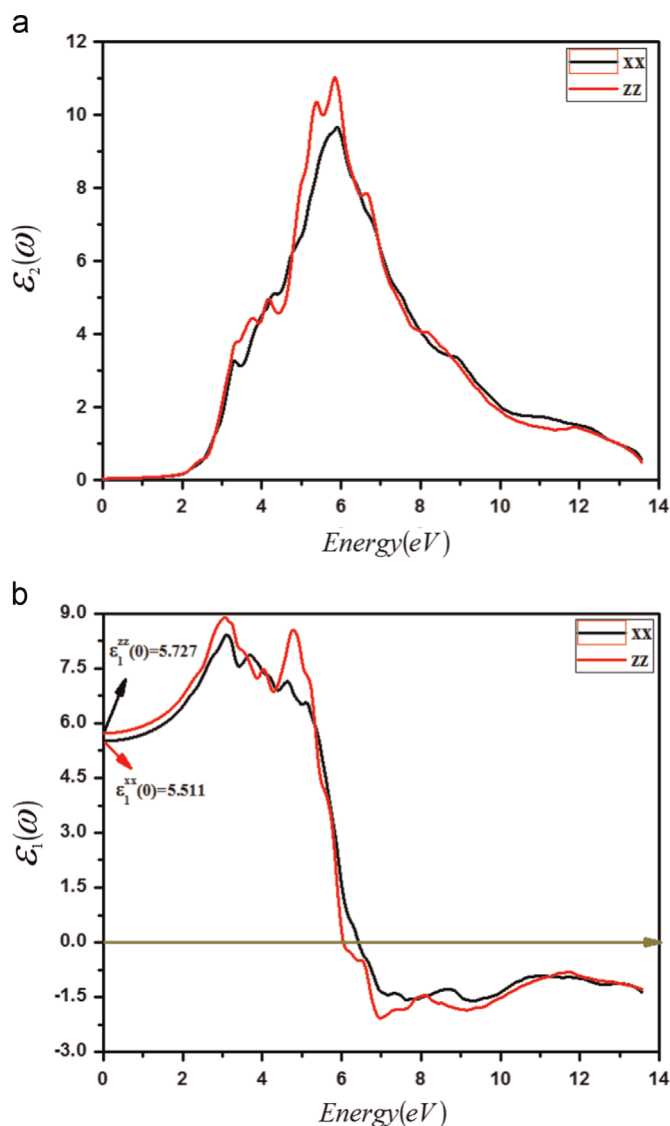 a
12
10
8
6
4
2
0
ε₂(ω)
xx
zz
0 2 4 6 8 10 12 14
Energy(eV)
b
9.0
7.5
6.0
4.5
3.0
1.5
0.0
-1.5
-3.0
ε₁(ω)
xx
zz
ε₁ᶻᶻ(0)=5.727
ε₁ˣˣ(0)=5.511
0 2 4 6 8 10 12 14
Energy(eV)